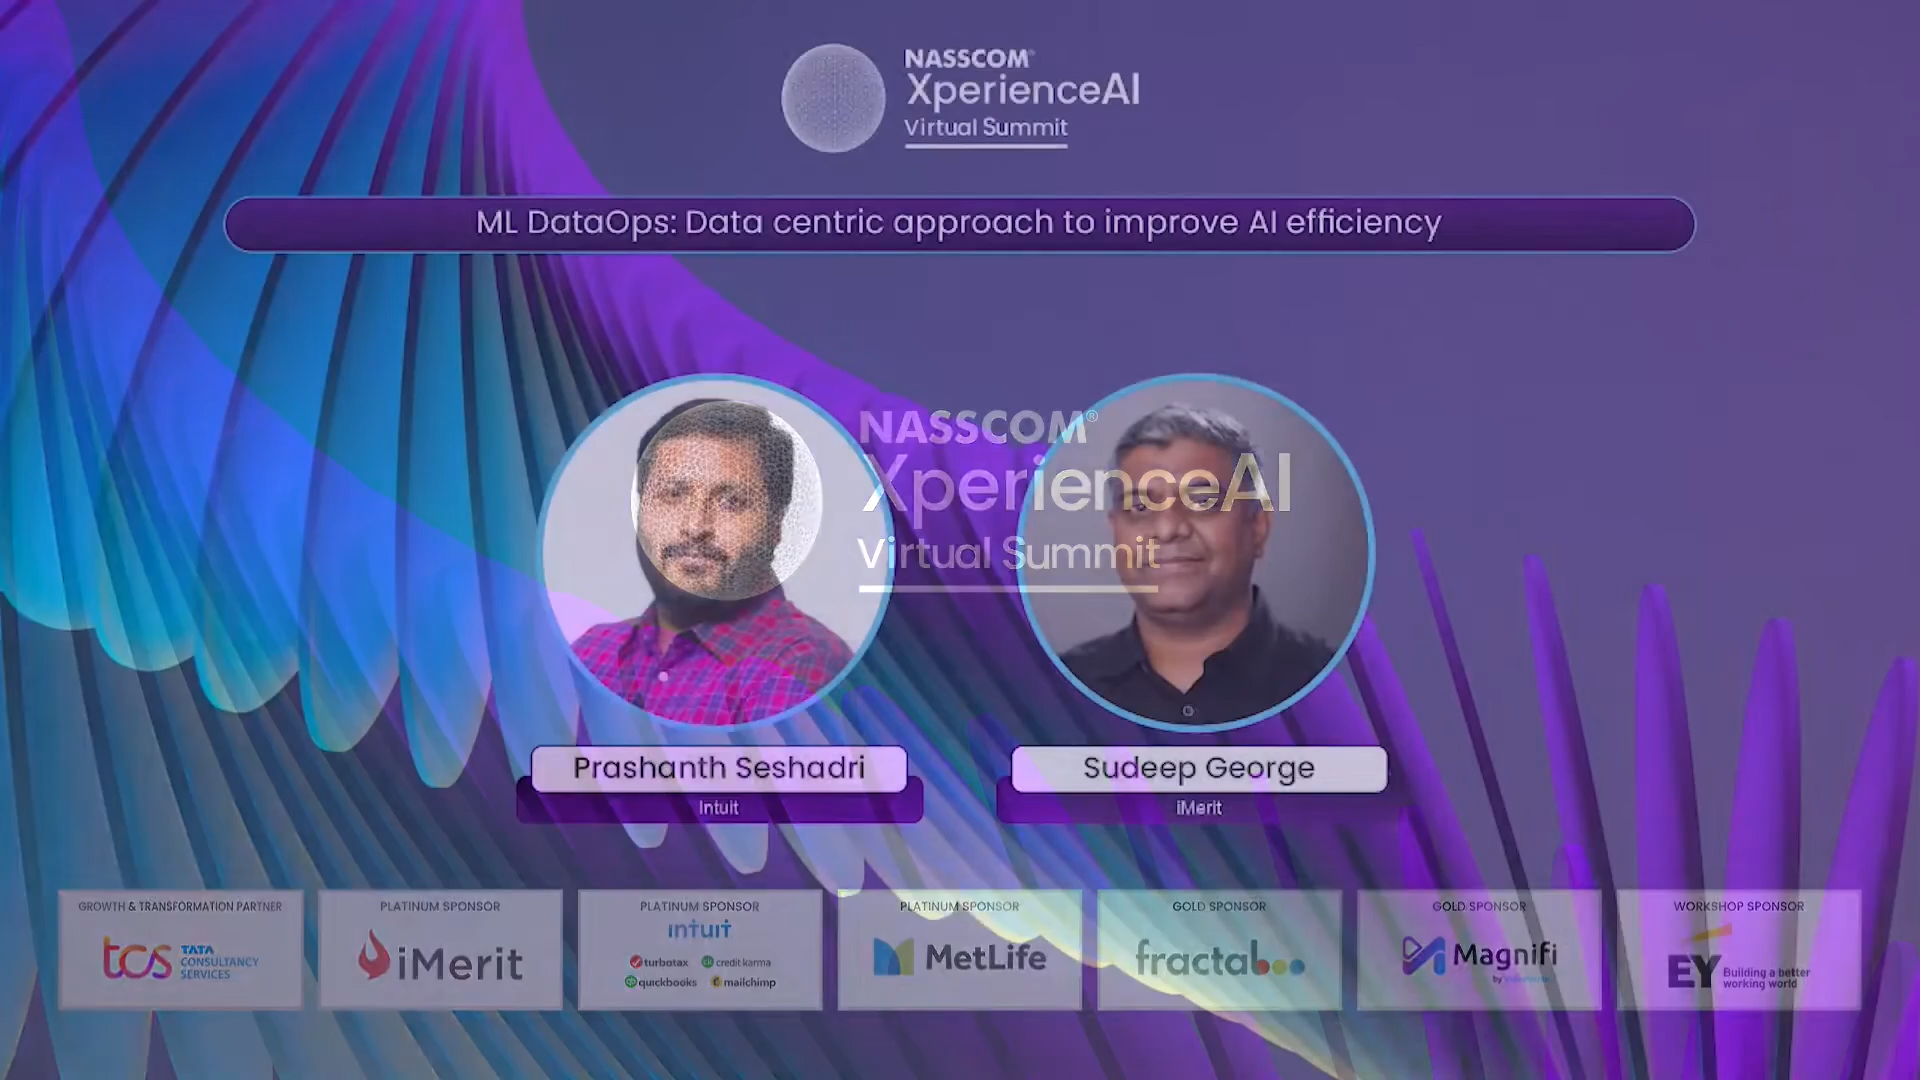 NASSCOM®
XperienceAI
Virtual Summit
ML DataOps: Data centric approach to improve AI efficiency
NASSCOM®
XperienceAI
Virtual Summit
Prashanth Seshadri
Intuit
Sudeep George
iMerit
GROWTH & TRANSFORMATION PARTNER
tcs TATA
CONSULTANCY
SERVICES
PLATINUM SPONSOR
iMerit
PLATINUM SPONSOR
intuit
turbotax credit karma
quickbooks mailchimp
PLATINUM SPONSOR
MetLife
GOLD SPONSOR
fractal
GOLD SPONSOR
Magnifi
by
WORKSHOP SPONSOR
EY Building a better
working world